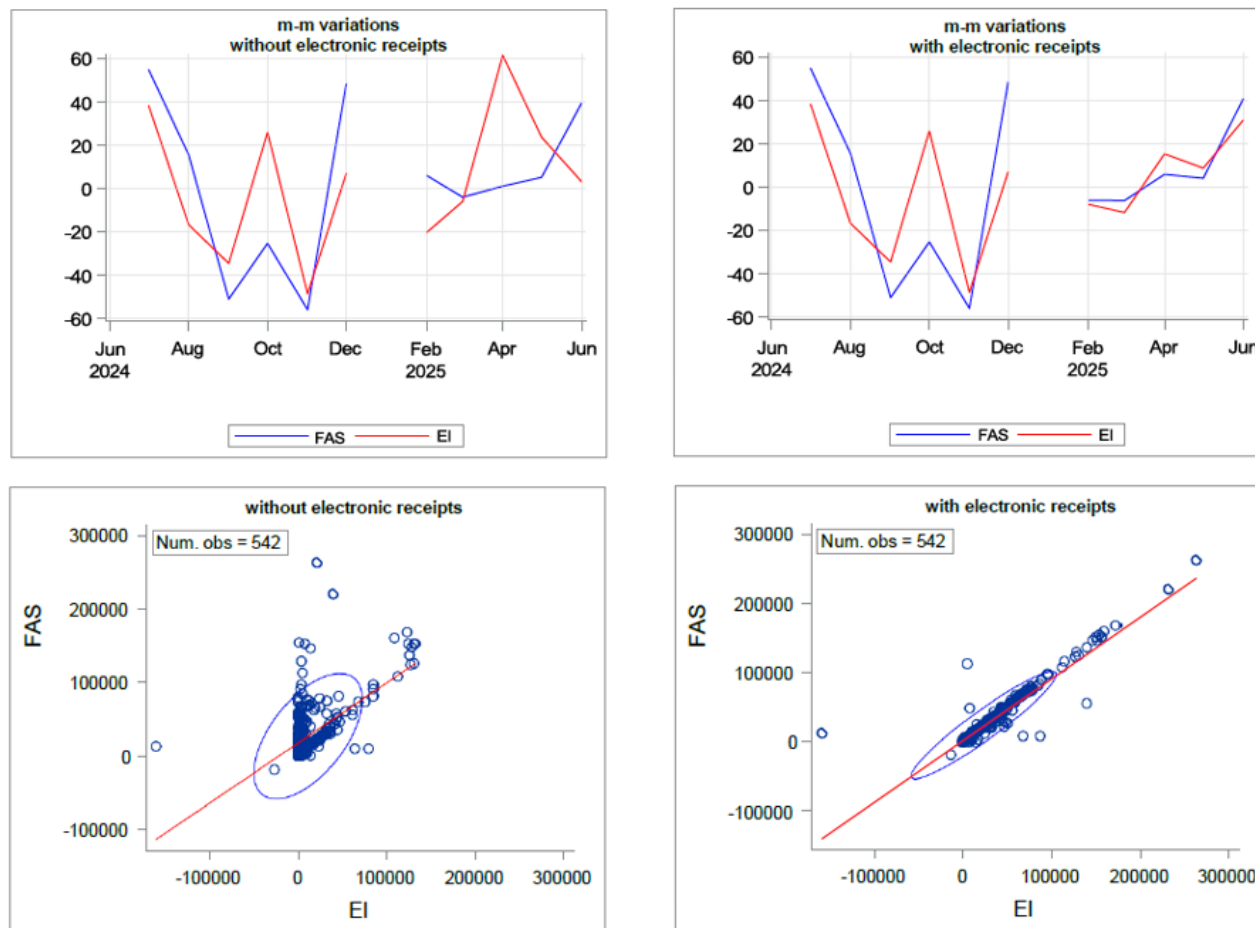 m-m variations
without electronic receipts
60
40
20
0
-20
-40
-60
Jun Aug Oct Dec Feb Apr Jun
2024 2025
FAS EI
m-m variations
with electronic receipts
60
40
20
0
-20
-40
-60
Jun Aug Oct Dec Feb Apr Jun
2024 2025
FAS EI
without electronic receipts
Num. obs = 542
300000
200000
100000
0
-100000
FAS
-100000 0 100000 200000 300000
EI
with electronic receipts
Num. obs = 542
300000
200000
100000
0
-100000
FAS
-100000 0 100000 200000 300000
EI